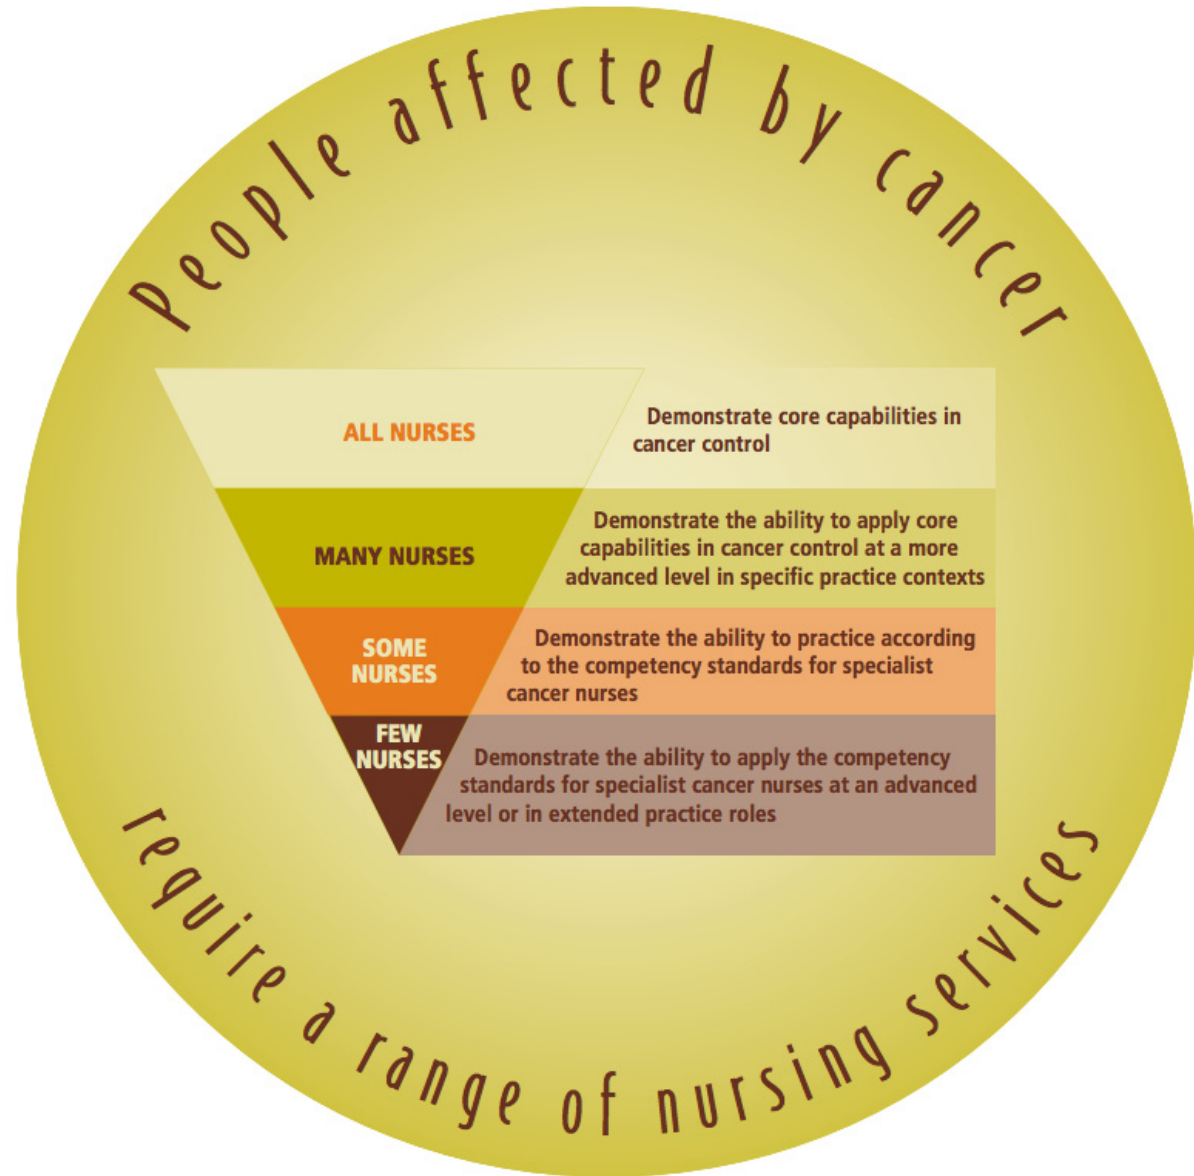 People affected by cancer
ALL NURSES
Demonstrate core capabilities in
cancer control
MANY NURSES
Demonstrate the ability to apply core
capabilities in cancer control at a more
advanced level in specific practice contexts
SOME
NURSES
Demonstrate the ability to practice according
to the competency standards for specialist
cancer nurses
FEW
NURSES
Demonstrate the ability to apply the competency
standards for specialist cancer nurses at an advanced
level or in extended practice roles
require a range of nursing services